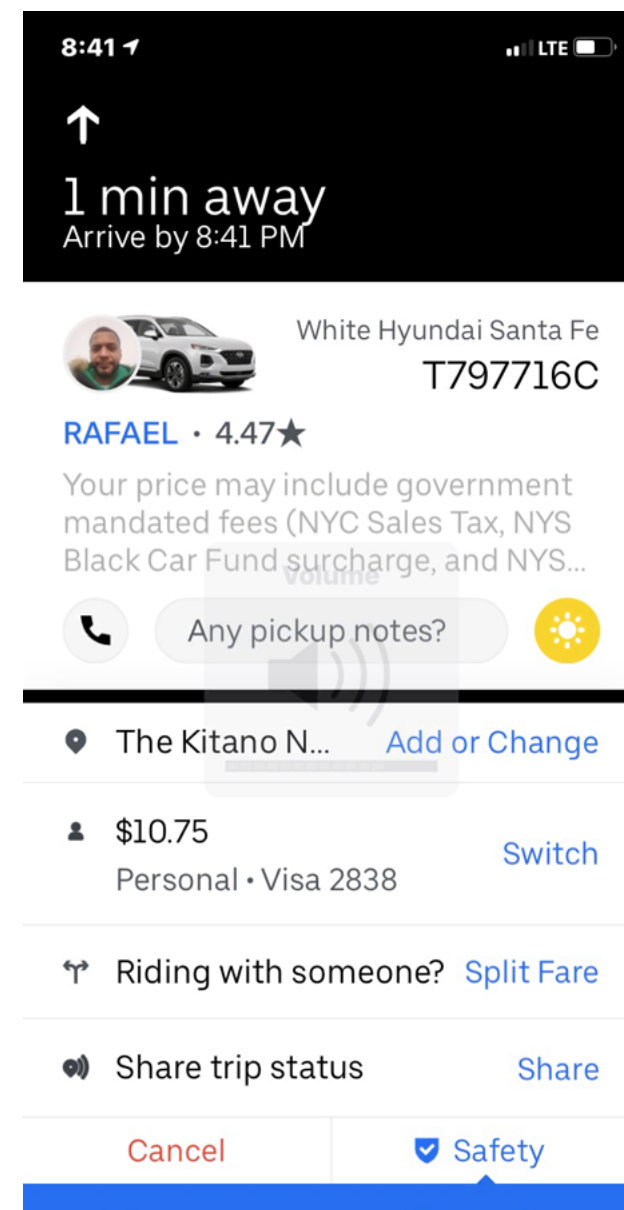 8:41
LTE
1 min away
Arrive by 8:41 PM
White Hyundai Santa Fe
T797716C
RAFAEL • 4.47★
Your price may include government
mandated fees (NYC Sales Tax, NYS
Black Car Fund surcharge, and NYS...
Volume
Any pickup notes?
The Kitano N... Add or Change
$10.75
Personal • Visa 2838
Switch
Riding with someone? Split Fare
Share trip status Share
Cancel Safety